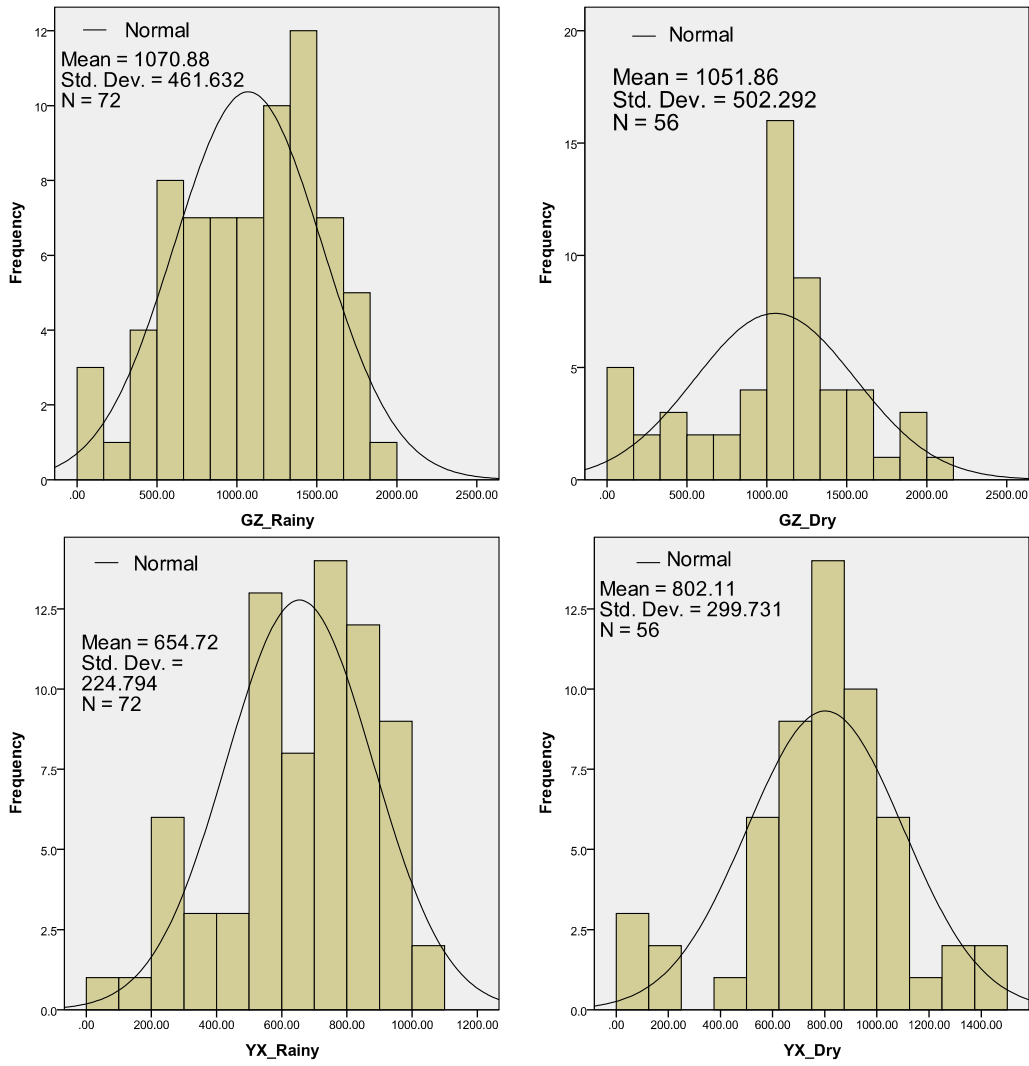 Normal
Mean = 1070.88
Std. Dev. = 461.632
N = 72
12
10
8
6
4
2
0
Frequency
.00 500.00 1000.00 1500.00 2000.00 2500.00
GZ_Rainy
Normal
Mean = 1051.86
Std. Dev. = 502.292
N = 56
20
15
10
5
0
Frequency
.00 500.00 1000.00 1500.00 2000.00 2500.00
GZ_Dry
Normal
Mean = 654.72
Std. Dev. =
224.794
N = 72
12.5
10.0
7.5
5.0
2.5
0.0
Frequency
.00 200.00 400.00 600.00 800.00 1000.00 1200.00
YX_Rainy
Normal
Mean = 802.11
Std. Dev. = 299.731
N = 56
12.5
10.0
7.5
5.0
2.5
0.0
Frequency
.00 200.00 400.00 600.00 800.00 1000.00 1200.00 1400.00
YX_Dry